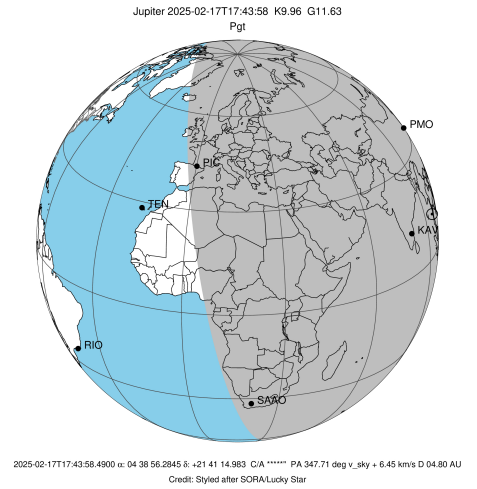 Jupiter 2025-02-17T17:43:58 K9.96 G11.63
Pgt
PMO
PIC
TEN
KAV
RIO
SAAO
2025-02-17T17:43:58.4900 α: 04 38 56.2845 δ: +21 41 14.983 C/A *****" PA 347.71 deg v_sky + 6.45 km/s D 04.80 AU
Credit: Styled after SORA/Lucky Star